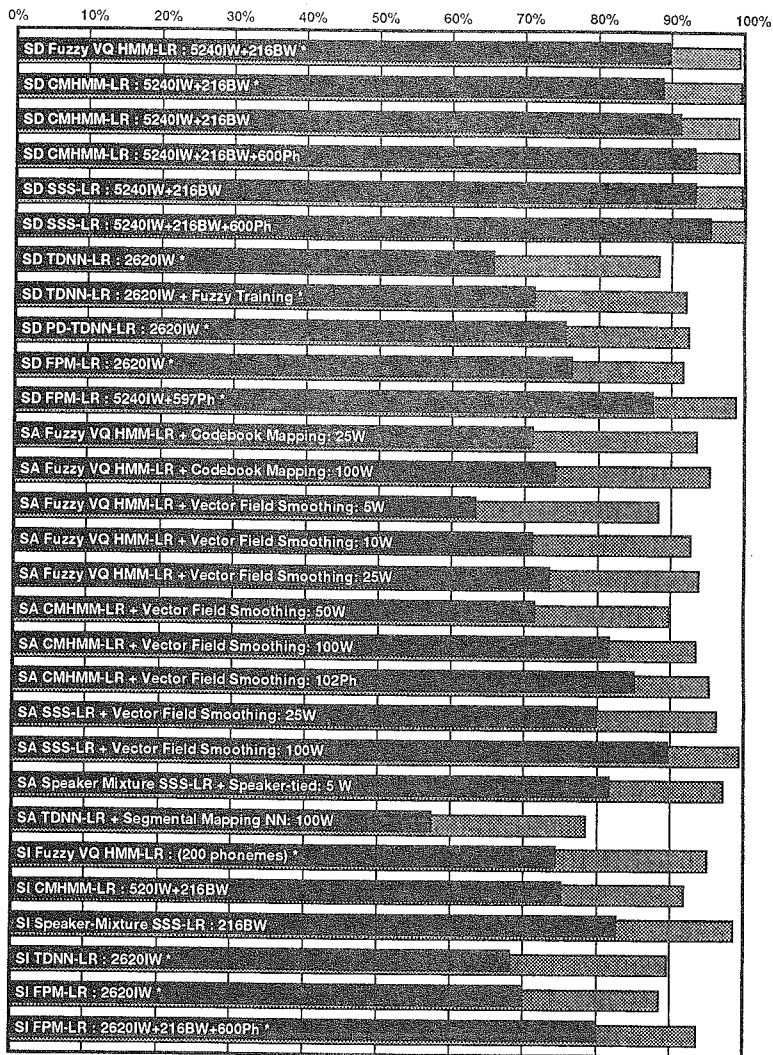 0% 10% 20% 30% 40% 50% 60% 70% 80% 90% 100%
SD Fuzzy VQ HMM-LR : 5240IW+216BW *
SD CMHMM-LR : 5240IW+216BW *
SD CMHMM-LR : 5240IW+216BW
SD CMHMM-LR : 5240IW+216BW+600Ph
SD SSS-LR : 5240IW+216BW
SD SSS-LR : 5240IW+216BW+600Ph
SD TDNN-LR : 2620IW *
SD TDNN-LR : 2620IW + Fuzzy Training *
SD PD-TDNN-LR : 2620IW *
SD FPM-LR : 2620IW *
SD FPM-LR : 5240IW+597Ph *
SA Fuzzy VQ HMM-LR + Codebook Mapping: 25W
SA Fuzzy VQ HMM-LR + Codebook Mapping: 100W
SA Fuzzy VQ HMM-LR + Vector Field Smoothing: 5W
SA Fuzzy VQ HMM-LR + Vector Field Smoothing: 10W
SA Fuzzy VQ HMM-LR + Vector Field Smoothing: 25W
SA CMHMM-LR + Vector Field Smoothing: 50W
SA CMHMM-LR + Vector Field Smoothing: 100W
SA CMHMM-LR + Vector Field Smoothing: 102Ph
SA SSS-LR + Vector Field Smoothing: 25W
SA SSS-LR + Vector Field Smoothing: 100W
SA Speaker Mixture SSS-LR + Speaker-tied: 5 W
SA TDNN-LR + Segmental Mapping NN: 100W
SI Fuzzy VQ HMM-LR : (200 phonemes) *
SI CMHMM-LR : 520IW+216BW
SI Speaker-Mixture SSS-LR : 216BW
SI TDNN-LR : 2620IW *
SI FPM-LR : 2620IW *
SI FPM-LR : 2620IW+216BW+600Ph *